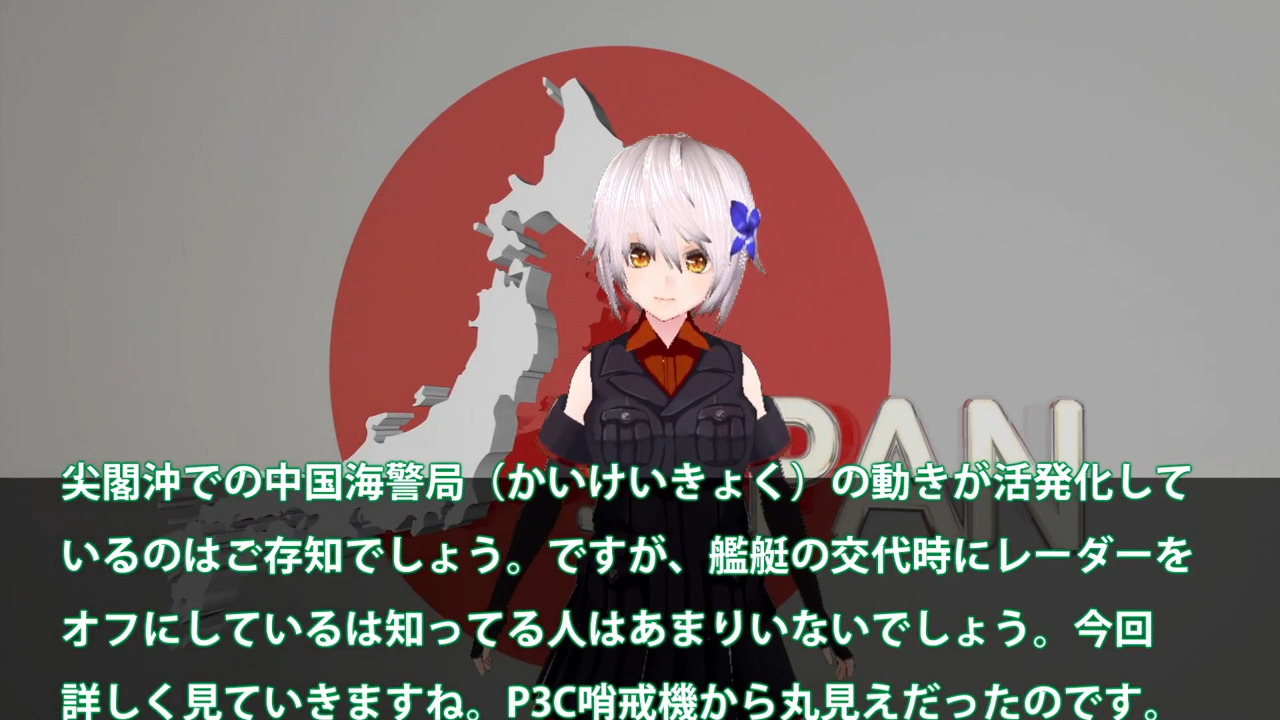 JAPAN
尖閣沖での中国海警局（かいけいきょく）の動きが活発化して
いるのはご存知でしょう。ですが、艦艇の交代時にレーダーを
オフにしているは知ってる人はあまりいないでしょう。今回
詳しく見ていきますね。P3C哨戒機から丸見えだったのです。